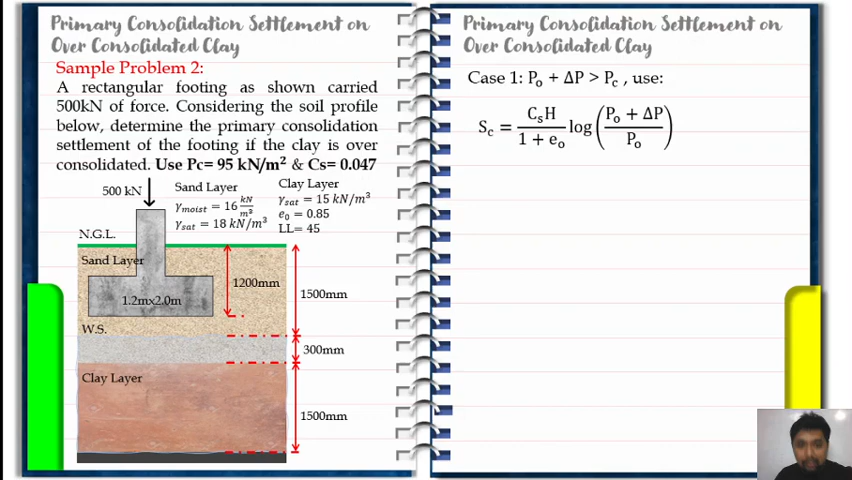 Primary Consolidation Settlement on
Over Consolidated Clay
Sample Problem 2:
A rectangular footing as shown carried
500kN of force. Considering the soil profile
below, determine the primary consolidation
settlement of the footing if the clay is over
consolidated. Use Pc= 95 kN/m² & Cs= 0.047
500 kN
Sand Layer
γmoist = 16 kN/m³
γsat = 18 kN/m³
Clay Layer
γsat = 15 kN/m³
e₀ = 0.85
LL= 45
N.G.L.
Sand Layer
1200mm
1.2mx2.0m
1500mm
W.S.
300mm
Clay Layer
1500mm
Primary Consolidation Settlement on
Over Consolidated Clay
Case 1: Pₒ + ΔP > P꜀ , use:
S꜀ = CₛH / (1 + eₒ) log((Pₒ + ΔP) / Pₒ)